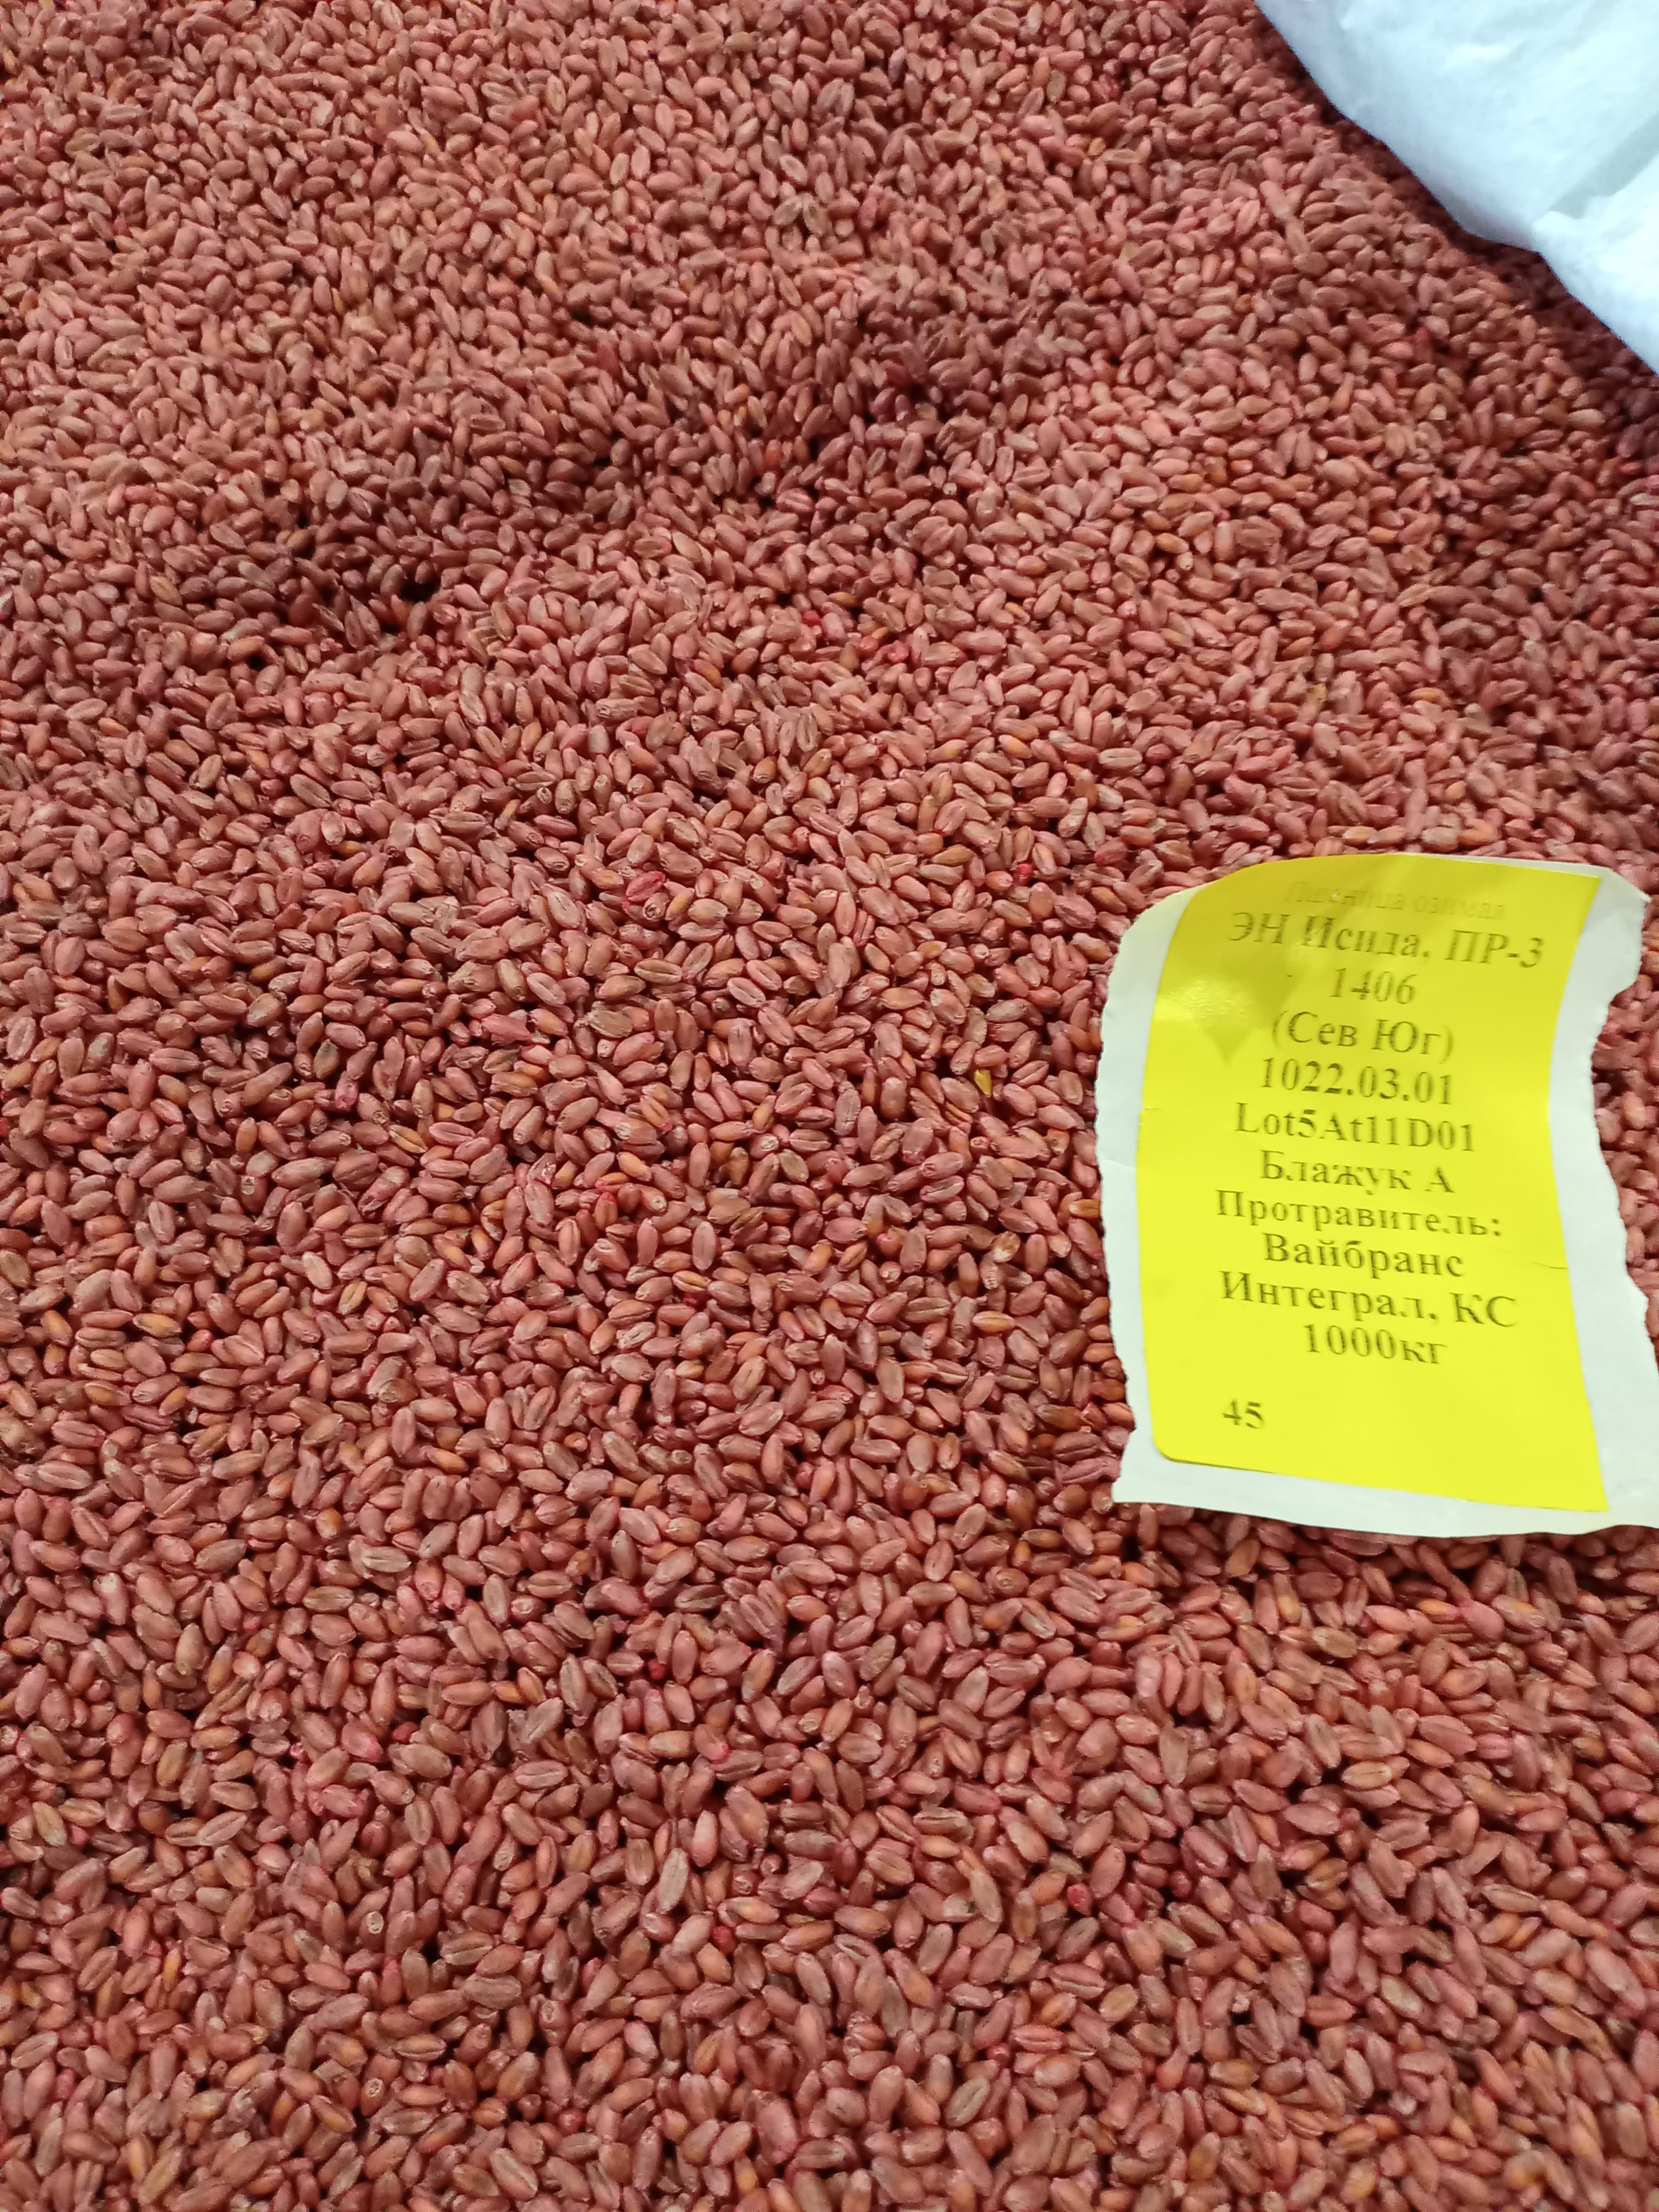 Пшеница озимая
ЭН Исида, ПР-3
1406
(Сев Юг)
1022.03.01
Lot5At11D01
Блажук А
Протравитель:
Вайбранс
Интеграл, КС
1000кг
45